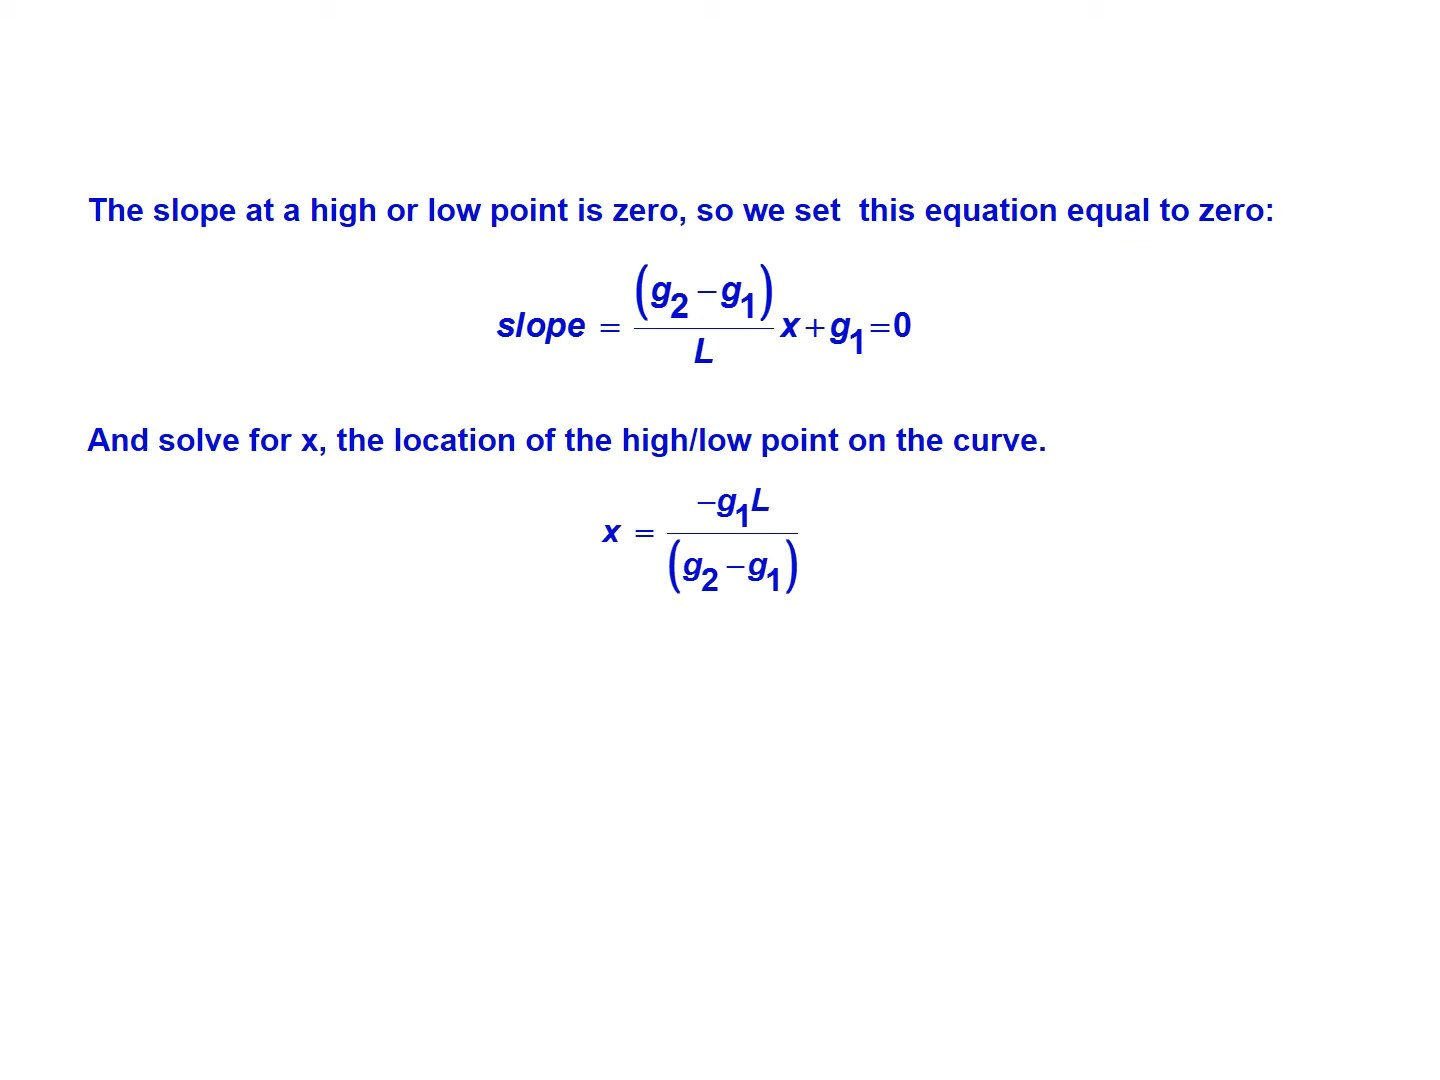 The slope at a high or low point is zero, so we set  this equation equal to zero:
slope = (g₂ − g₁) / L x + g₁ = 0
And solve for x, the location of the high/low point on the curve.
x = −g₁L / (g₂ − g₁)